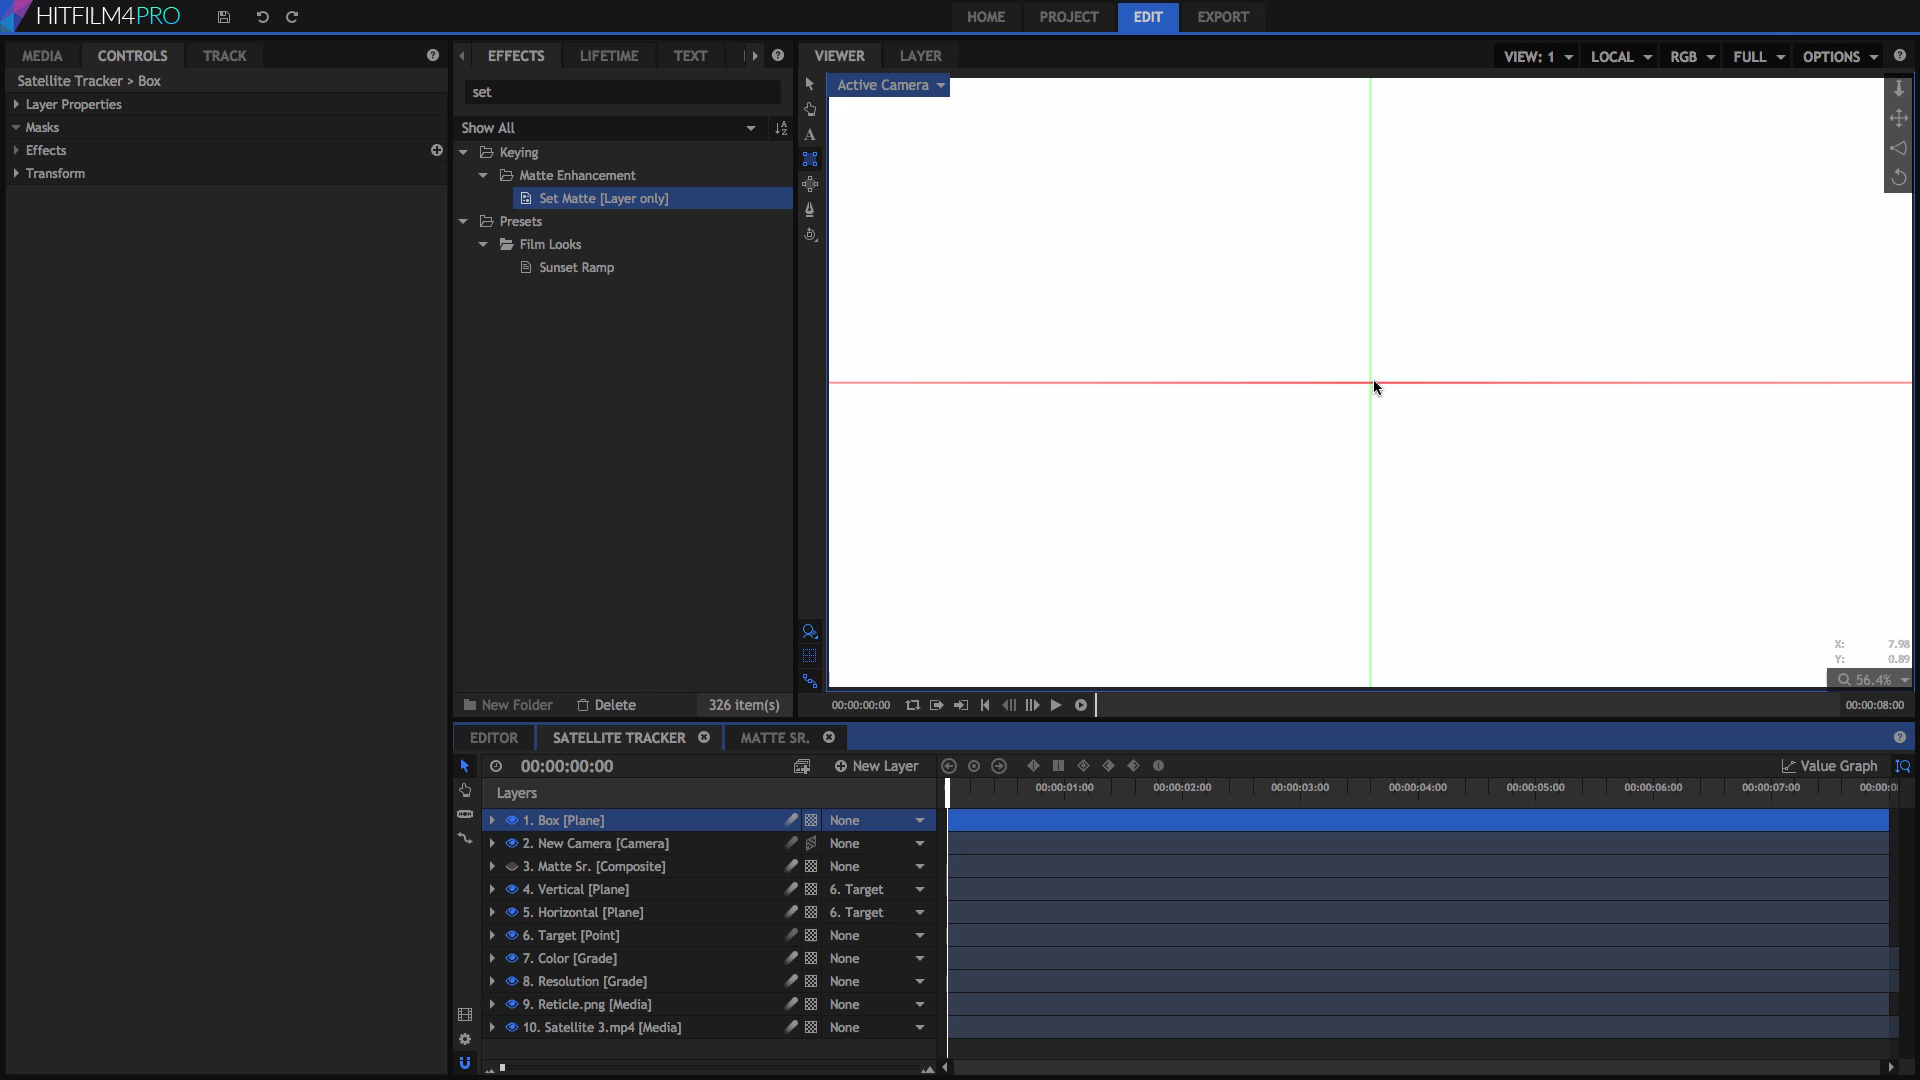 HITFILM4PRO
HOME PROJECT EDIT EXPORT
MEDIA CONTROLS TRACK
Satellite Tracker > Box
Layer Properties
Masks
Effects
Transform
EFFECTS LIFETIME TEXT
set
Show All
Keying
Matte Enhancement
Set Matte [Layer only]
Presets
Film Looks
Sunset Ramp
New Folder Delete 326 item(s)
VIEWER LAYER
VIEW: 1 LOCAL RGB FULL OPTIONS
Active Camera
X: 7.98
Y: 0.89
56.4%
00:00:00:00
00:00:08:00
EDITOR SATELLITE TRACKER MATTE SR.
00:00:00:00
New Layer
Value Graph
Layers
00:00:01:00 00:00:02:00 00:00:03:00 00:00:04:00 00:00:05:00 00:00:06:00 00:00:07:00 00:00:0
1. Box [Plane] None
2. New Camera [Camera] None
3. Matte Sr. [Composite] None
4. Vertical [Plane] 6. Target
5. Horizontal [Plane] 6. Target
6. Target [Point] None
7. Color [Grade] None
8. Resolution [Grade] None
9. Reticle.png [Media] None
10. Satellite 3.mp4 [Media] None